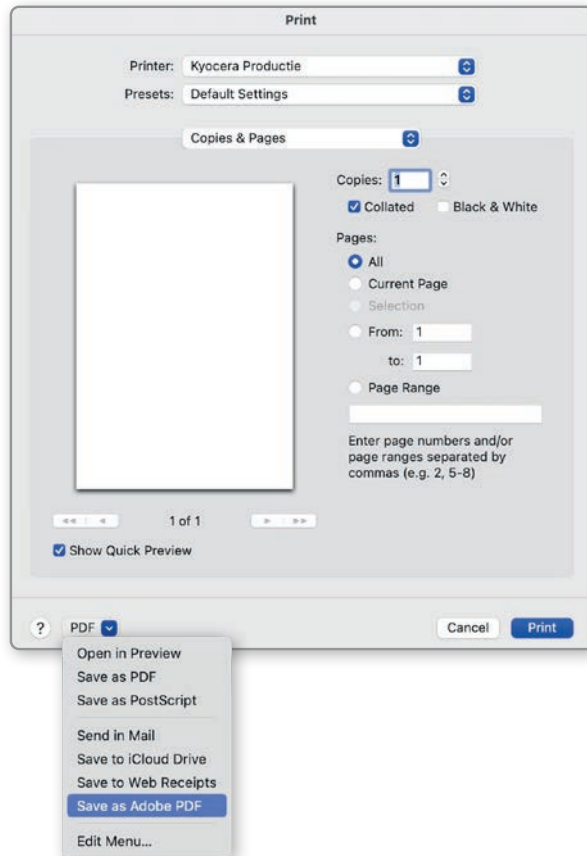 Print
Printer: Kyocera Productie
Presets: Default Settings
Copies & Pages
Copies: 1
Collated Black & White
Pages:
All
Current Page
Selection
From: 1
to: 1
Page Range
Enter page numbers and/or
page ranges separated by
commas (e.g. 2, 5-8)
1 of 1
Show Quick Preview
? PDF Cancel Print
Open in Preview
Save as PDF
Save as PostScript
Send in Mail
Save to iCloud Drive
Save to Web Receipts
Save as Adobe PDF
Edit Menu...